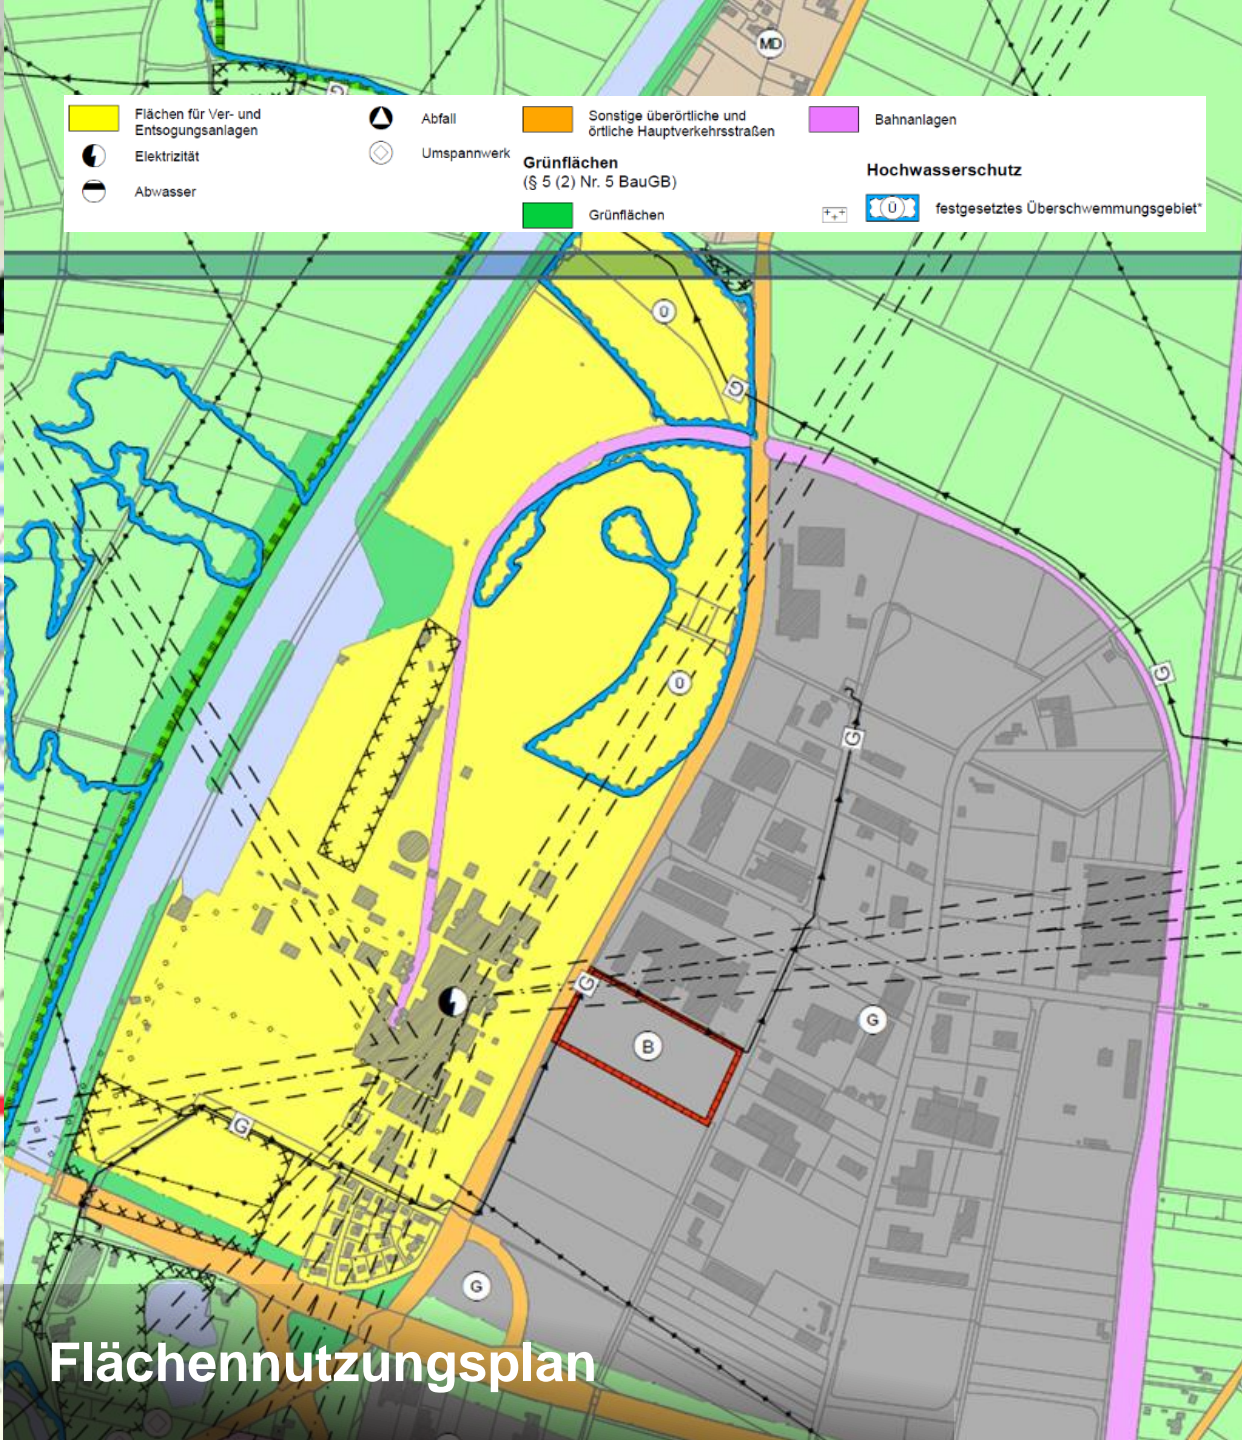 MD
G
Flächen für Ver- und
Entsogungsanlagen
Elektrizität
Abwasser
Abfall
Umspannwerk
Sonstige überörtliche und
örtliche Hauptverkehrsstraßen
Grünflächen
(§ 5 (2) Nr. 5 BauGB)
Grünflächen
Bahnanlagen
Hochwasserschutz
Ü
festgesetztes Überschwemmungsgebiet*
Ü
G
G
Ü
G
G
B
G
G
G
Flächennutzungsplan